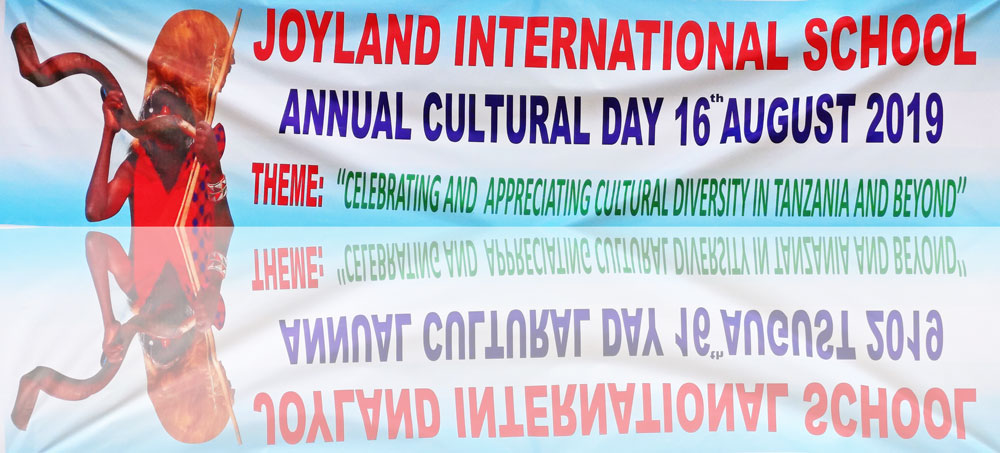 JOYLAND INTERNATIONAL SCHOOL
ANNUAL CULTURAL DAY 16th AUGUST 2019
THEME: "CELEBRATING AND APPRECIATING CULTURAL DIVERSITY IN TANZANIA AND BEYOND"